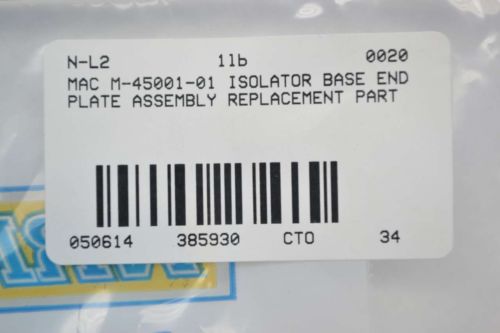 N-L2 1lb 0020
MAC M-45001-01 ISOLATOR BASE END
PLATE ASSEMBLY REPLACEMENT PART
050614 385930 CTO 34